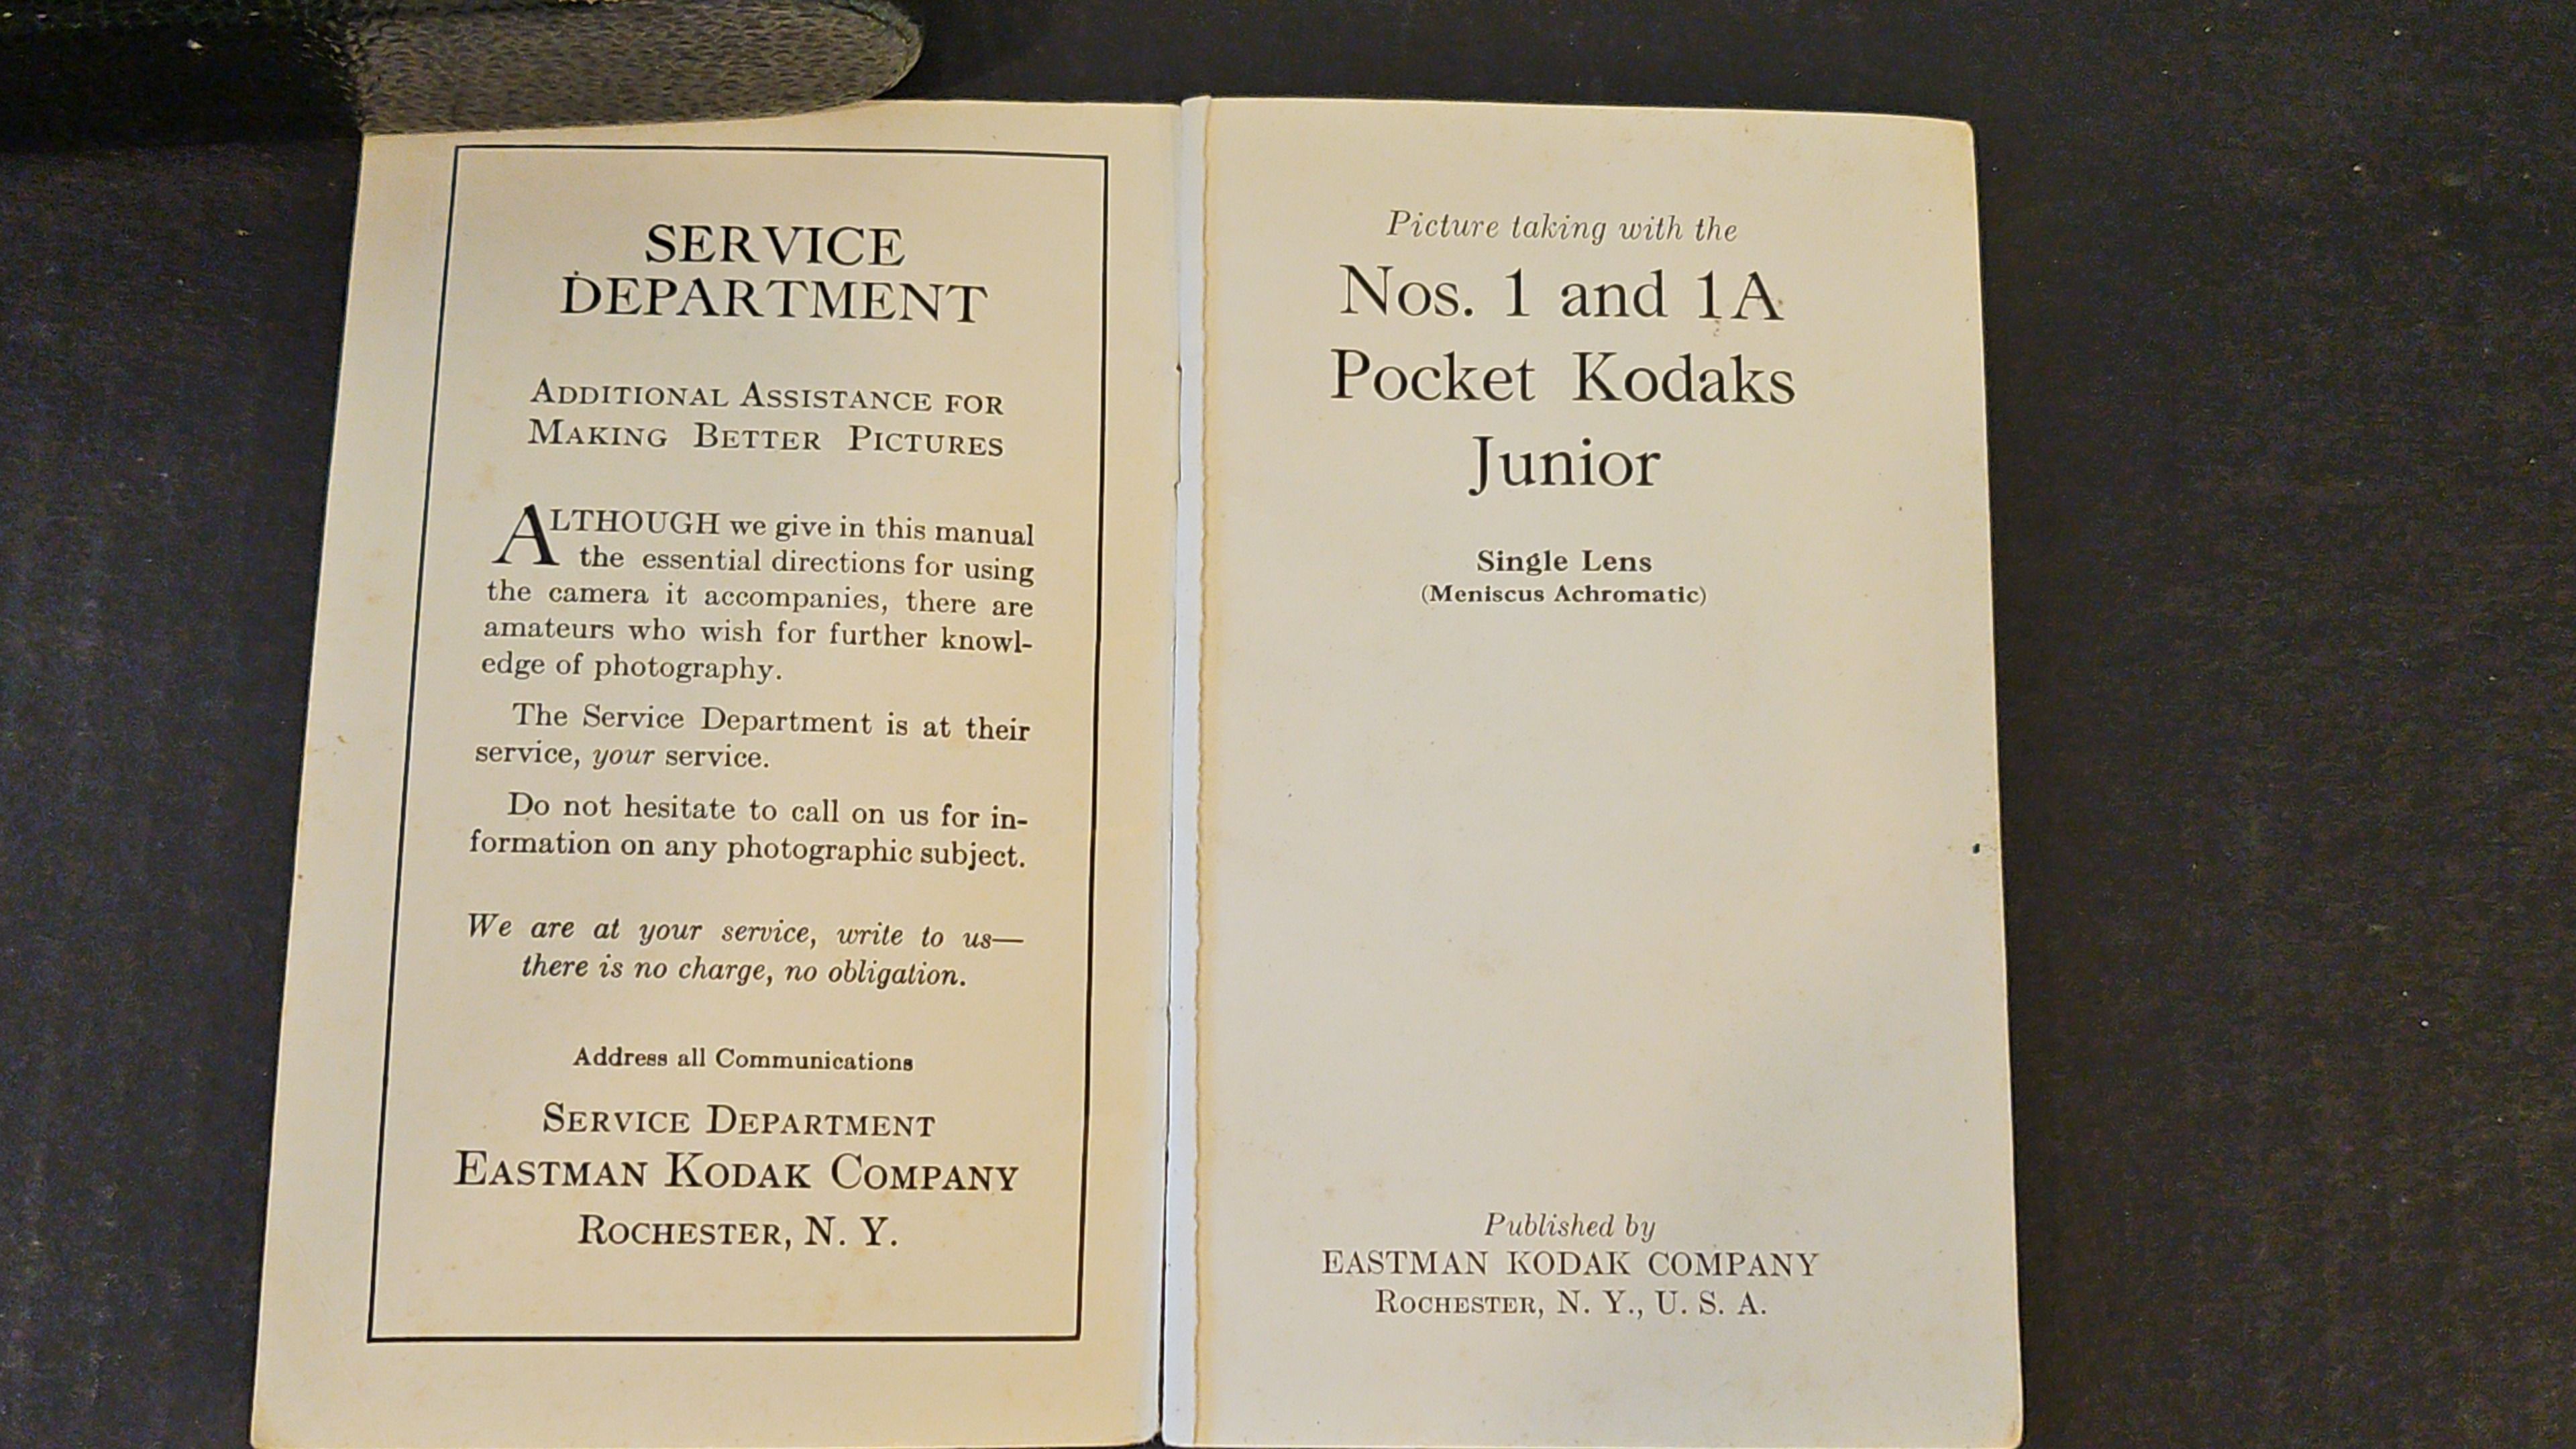 SERVICE
DEPARTMENT
ADDITIONAL ASSISTANCE FOR
MAKING BETTER PICTURES
ALTHOUGH we give in this manual
the essential directions for using
the camera it accompanies, there are
amateurs who wish for further knowl-
edge of photography.
The Service Department is at their
service, your service.
Do not hesitate to call on us for in-
formation on any photographic subject.
We are at your service, write to us—
there is no charge, no obligation.
Address all Communications
SERVICE DEPARTMENT
EASTMAN KODAK COMPANY
ROCHESTER, N. Y.
Picture taking with the
Nos. 1 and 1A
Pocket Kodaks
Junior
Single Lens
(Meniscus Achromatic)
Published by
EASTMAN KODAK COMPANY
ROCHESTER, N. Y., U. S. A.